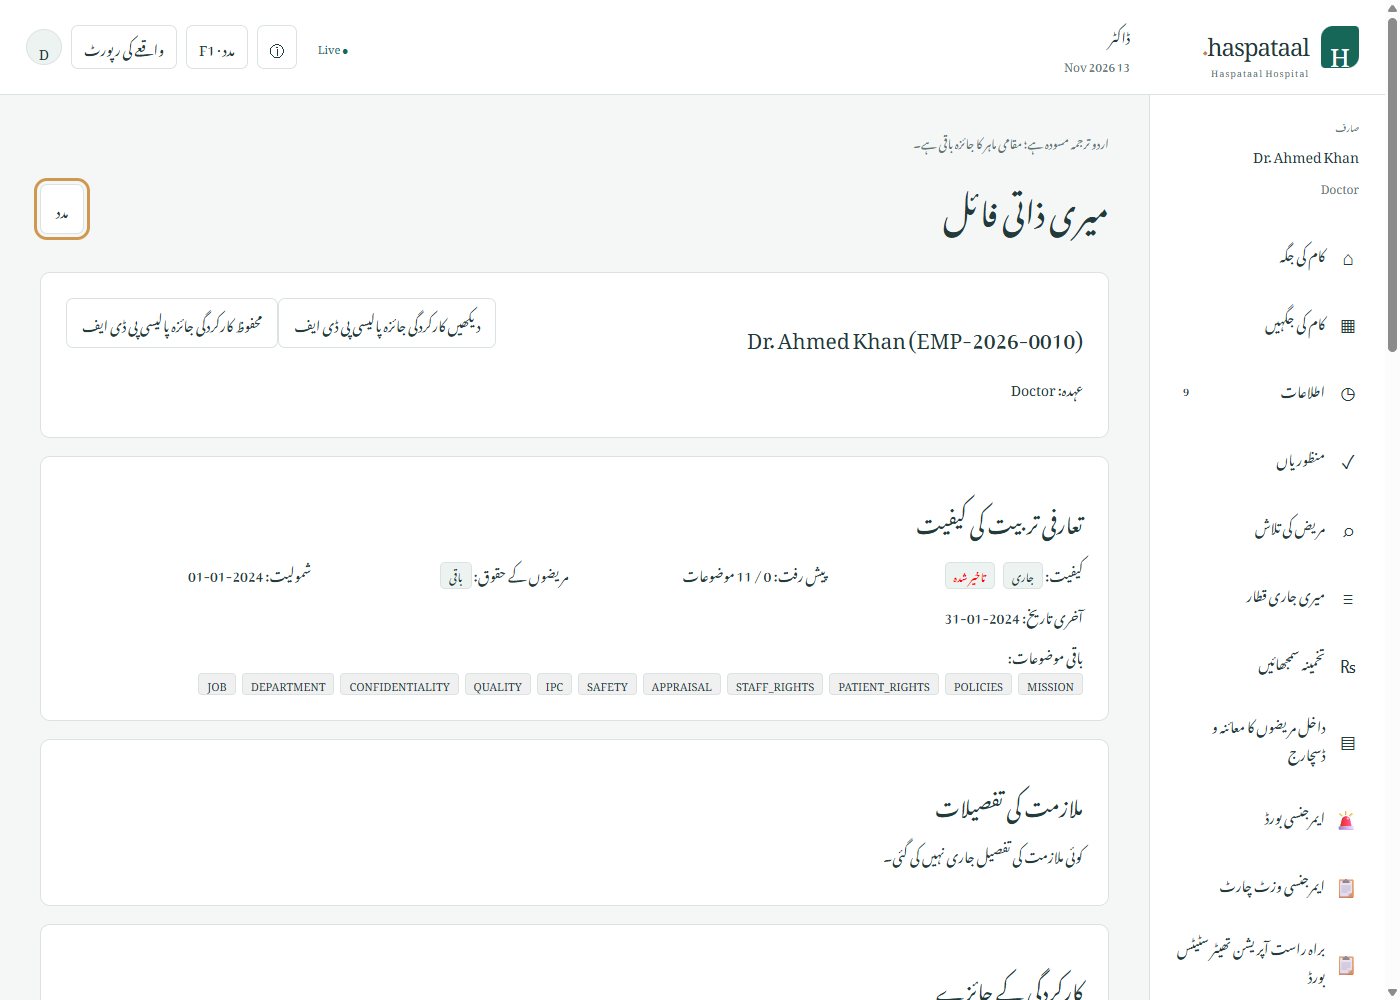 haspataal.
Haspataal Hospital
H
ڈاکٹر
13 Nov 2026
Live
مدد · F1
واقعے کی رپورٹ
D
صارف
Dr. Ahmed Khan
Doctor
کام کی جگہ
کام کی جگہیں
اطلاعات 9
منظوریاں
مریض کی تلاش
میری جاری قطار
₨ تخمینہ سمجھائیں
داخل مریضوں کا معائنہ و
ڈسچارج
ایمرجنسی بورڈ
ایمرجنسی وزٹ چارٹ
براہ راست آپریشن تھیٹر سٹیٹس
بورڈ
اردو ترجمہ مسودہ ہے؛ مقامی ماہر کا جائزہ باقی ہے۔
میری ذاتی فائل
مدد
Dr. Ahmed Khan (EMP-2026-0010)
دیکھیں کارکردگی جائزہ پالیسی پی ڈی ایف
محفوظ کارکردگی جائزہ پالیسی پی ڈی ایف
عہدہ: Doctor
تعارفی تربیت کی کیفیت
کیفیت: جاری تاخیر شدہ
پیش رفت: 0 / 11 موضوعات
مریضوں کے حقوق: باقی
شمولیت: 01-01-2024
آخری تاریخ: 31-01-2024
باقی موضوعات:
MISSION POLICIES PATIENT_RIGHTS STAFF_RIGHTS APPRAISAL SAFETY IPC QUALITY CONFIDENTIALITY DEPARTMENT JOB
ملازمت کی تفصیلات
کوئی ملازمت کی تفصیل جاری نہیں کی گئی۔
کارکردگی کے جائزے